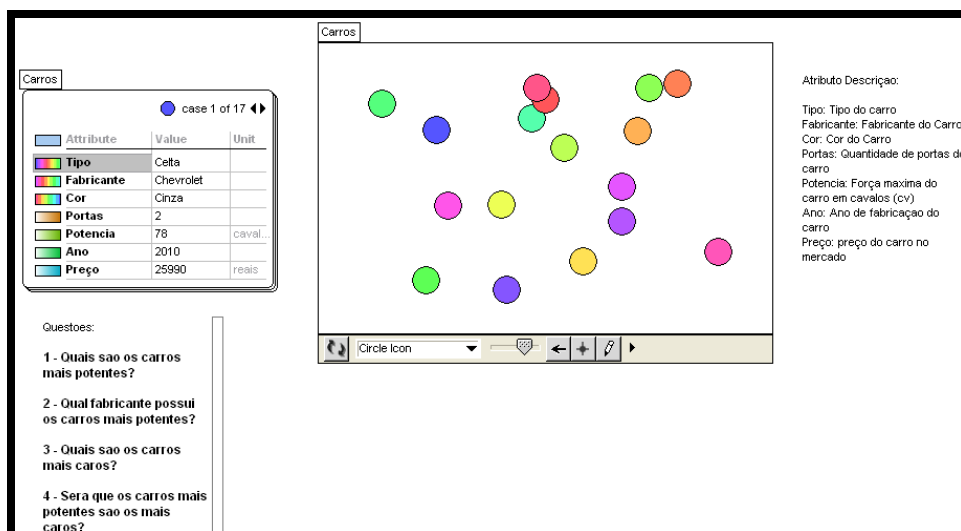 Carros
case 1 of 17
Attribute Value Unit
Tipo Celta
Fabricante Chevrolet
Cor Cinza
Portas 2
Potencia 78 caval...
Ano 2010
Preço 25990 reais
Questoes:
1 - Quais sao os carros
mais potentes?
2 - Qual fabricante possui
os carros mais potentes?
3 - Quais sao os carros
mais caros?
4 - Sera que os carros mais
potentes sao os mais
caros?
Carros
Circle Icon
Atributo Descriçao:
Tipo: Tipo do carro
Fabricante: Fabricante do Carro
Cor: Cor do Carro
Portas: Quantidade de portas do
carro
Potencia: Força maxima do
carro em cavalos (cv)
Ano: Ano de fabricaçao do
carro
Preço: preço do carro no
mercado